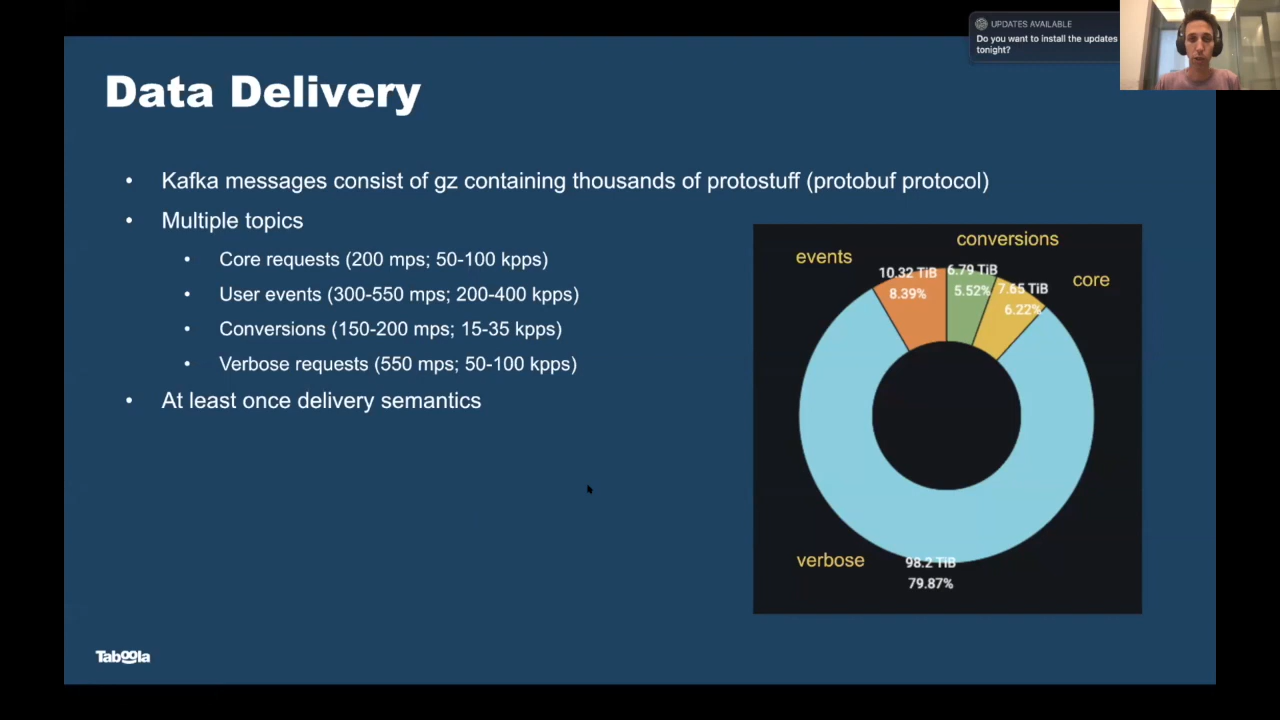 UPDATES AVAILABLE
Do you want to install the updates
tonight?
Data Delivery
• Kafka messages consist of gz containing thousands of protostuff (protobuf protocol)
• Multiple topics
• Core requests (200 mps; 50-100 kpps)
• User events (300-550 mps; 200-400 kpps)
• Conversions (150-200 mps; 15-35 kpps)
• Verbose requests (550 mps; 50-100 kpps)
• At least once delivery semantics
conversions
events
core
10.32 TiB
8.39%
6.79 TiB
5.52%
7.65 TiB
6.22%
verbose
98.2 TiB
79.87%
Taboola